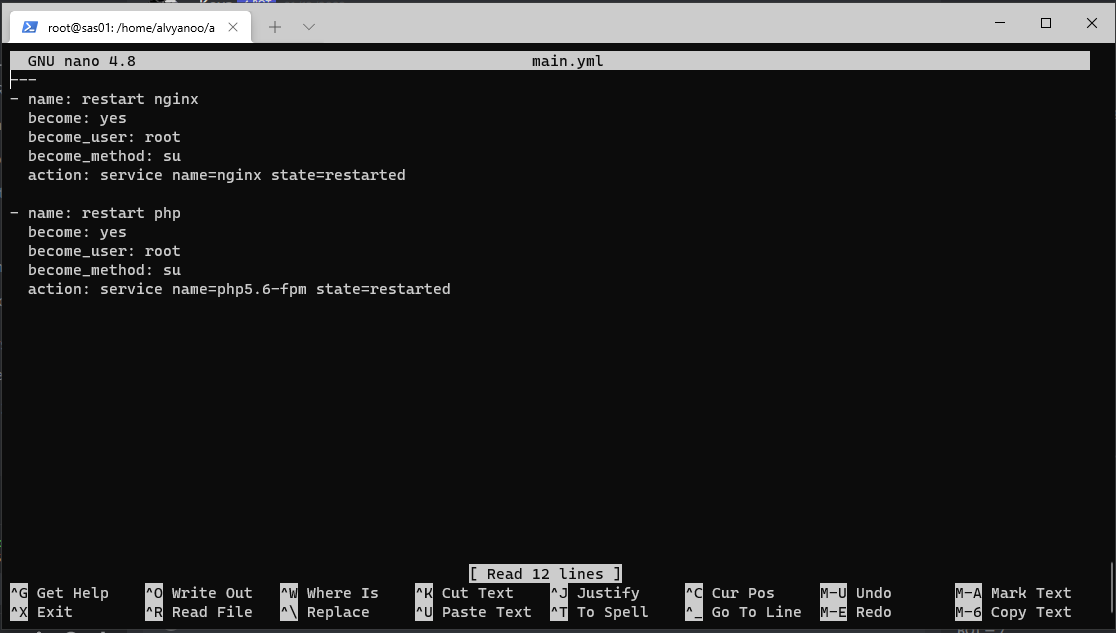 root@sas01: /home/alvyanoo/a
GNU nano 4.8 main.yml
---
- name: restart nginx
  become: yes
  become_user: root
  become_method: su
  action: service name=nginx state=restarted

- name: restart php
  become: yes
  become_user: root
  become_method: su
  action: service name=php5.6-fpm state=restarted
[ Read 12 lines ]
^G Get Help ^O Write Out ^W Where Is ^K Cut Text ^J Justify ^C Cur Pos M-U Undo M-A Mark Text
^X Exit ^R Read File ^\ Replace ^U Paste Text ^T To Spell ^_ Go To Line M-E Redo M-6 Copy Text